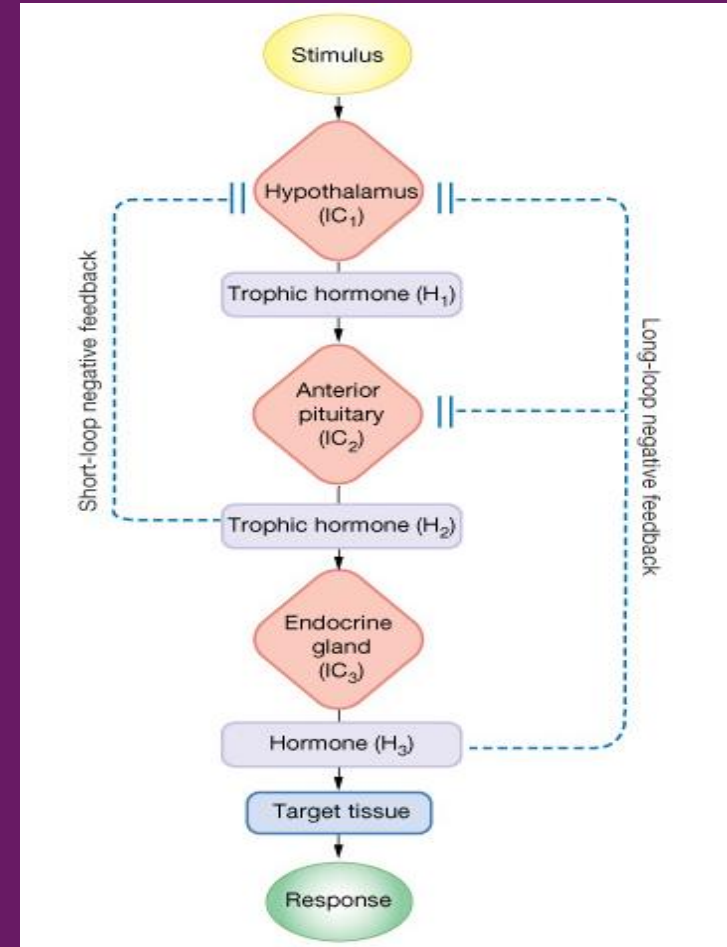 Stimulus
Hypothalamus
(IC₁)
Trophic hormone (H₁)
Anterior
pituitary
(IC₂)
Trophic hormone (H₂)
Endocrine
gland
(IC₃)
Hormone (H₃)
Target tissue
Response
Short-loop negative feedback
Long-loop negative feedback